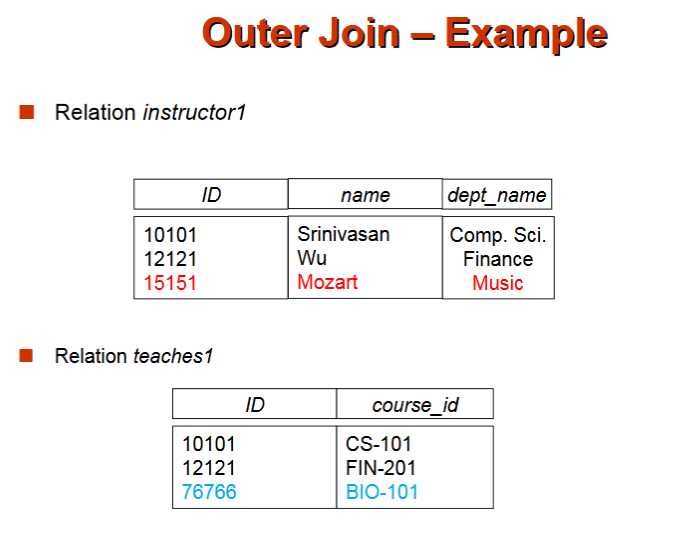 Outer Join – Example
Relation instructor1
ID name dept_name
10101 Srinivasan Comp. Sci.
12121 Wu Finance
15151 Mozart Music
Relation teaches1
ID course_id
10101 CS-101
12121 FIN-201
76766 BIO-101